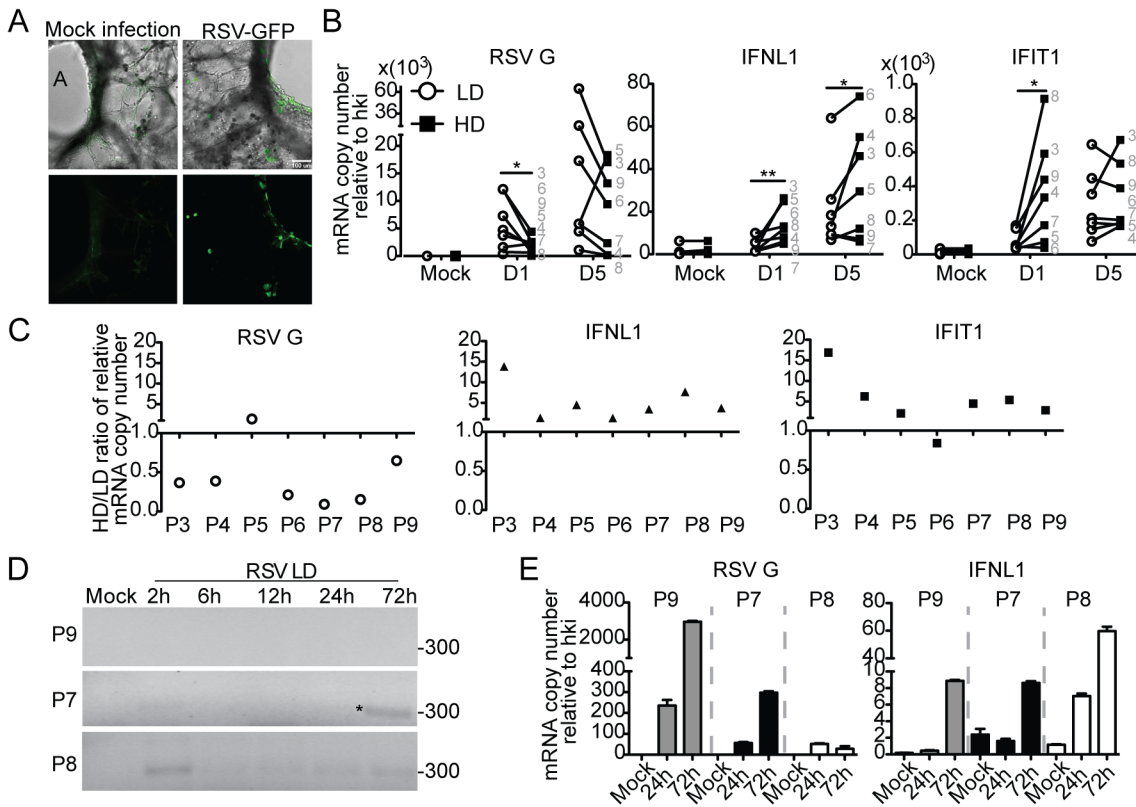 A
Mock infection
RSV-GFP
A
100 um
B
RSV G
IFNL1
IFIT1
x(10³)
x(10³)
mRNA copy number
relative to hki
60
36
20
15
10
5
0
LD
HD
*
3
6
9
5
4
7
8
5
3
9
6
7
4
8
Mock
D1
D5
80
60
40
20
0
**
*
3
5
6
8
4
9
7
6
4
3
5
8
9
7
Mock
D1
D5
1.0
0.8
0.6
0.4
0.2
0
*
8
3
9
4
7
5
6
3
8
9
6
7
5
4
Mock
D1
D5
C
RSV G
IFNL1
IFIT1
HD/LD ratio of relative
mRNA copy number
20
15
10
5
1.0
0.5
0.0
P3 P4 P5 P6 P7 P8 P9
20
15
10
5
1.0
0.5
0.0
P3 P4 P5 P6 P7 P8 P9
20
15
10
5
1.0
0.5
0.0
P3 P4 P5 P6 P7 P8 P9
D
RSV LD
Mock 2h 6h 12h 24h 72h
P9
-300
P7
*
-300
P8
-300
E
RSV G
IFNL1
P9 P7 P8
P9 P7 P8
mRNA copy number
relative to hki
4000
3000
2000
400
300
200
100
0
Mock 24h 72h Mock 24h 72h Mock 24h 72h
80
60
40
20
8
6
4
2
0
Mock 24h 72h Mock 24h 72h Mock 24h 72h